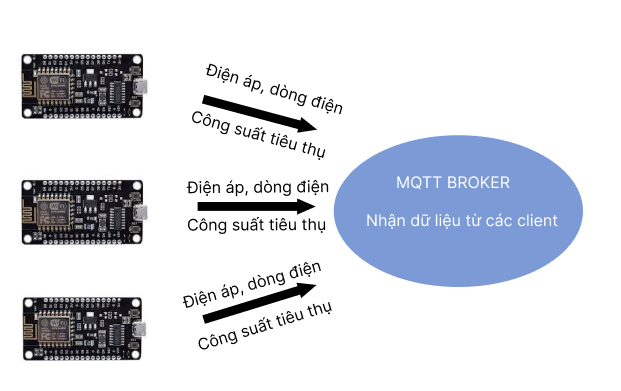 Điện áp, dòng điện
Công suất tiêu thụ
Điện áp, dòng điện
Công suất tiêu thụ
Điện áp, dòng điện
Công suất tiêu thụ
MQTT BROKER
Nhận dữ liệu từ các client